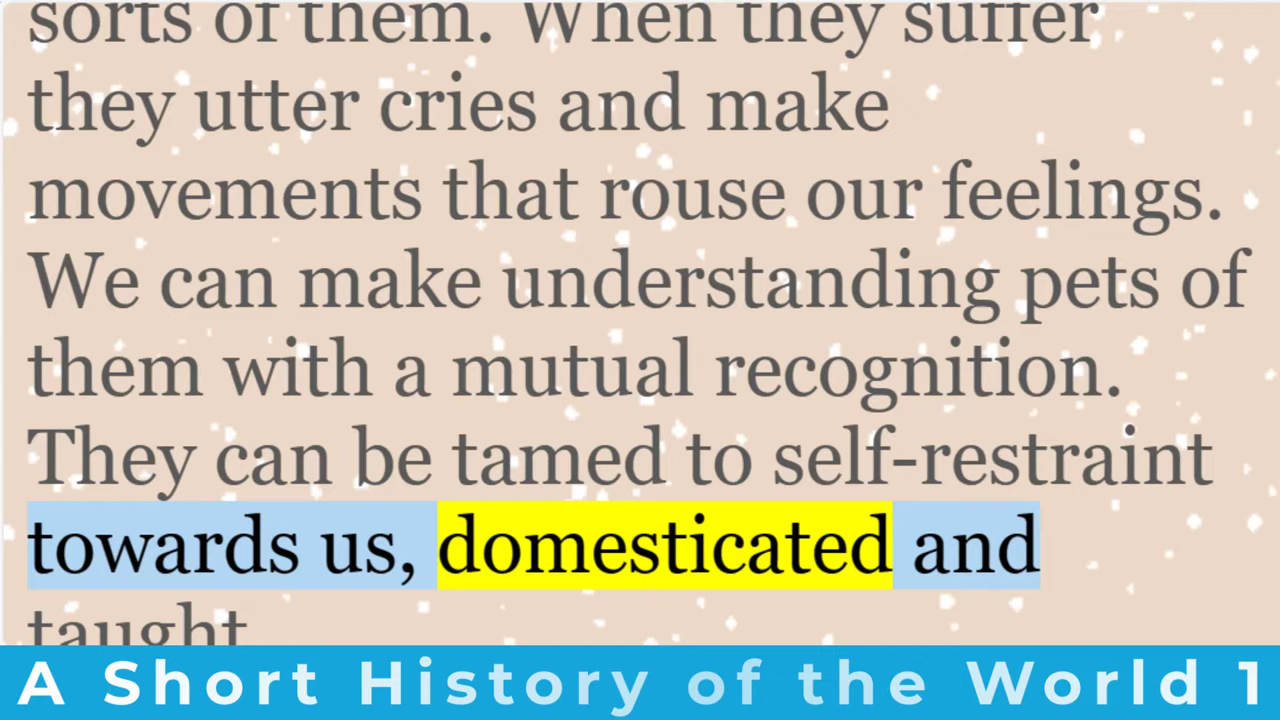 sorts of them. When they suffer
they utter cries and make
movements that rouse our feelings.
We can make understanding pets of
them with a mutual recognition.
They can be tamed to self-restraint
towards us, domesticated and
taught
A Short History of the World 1